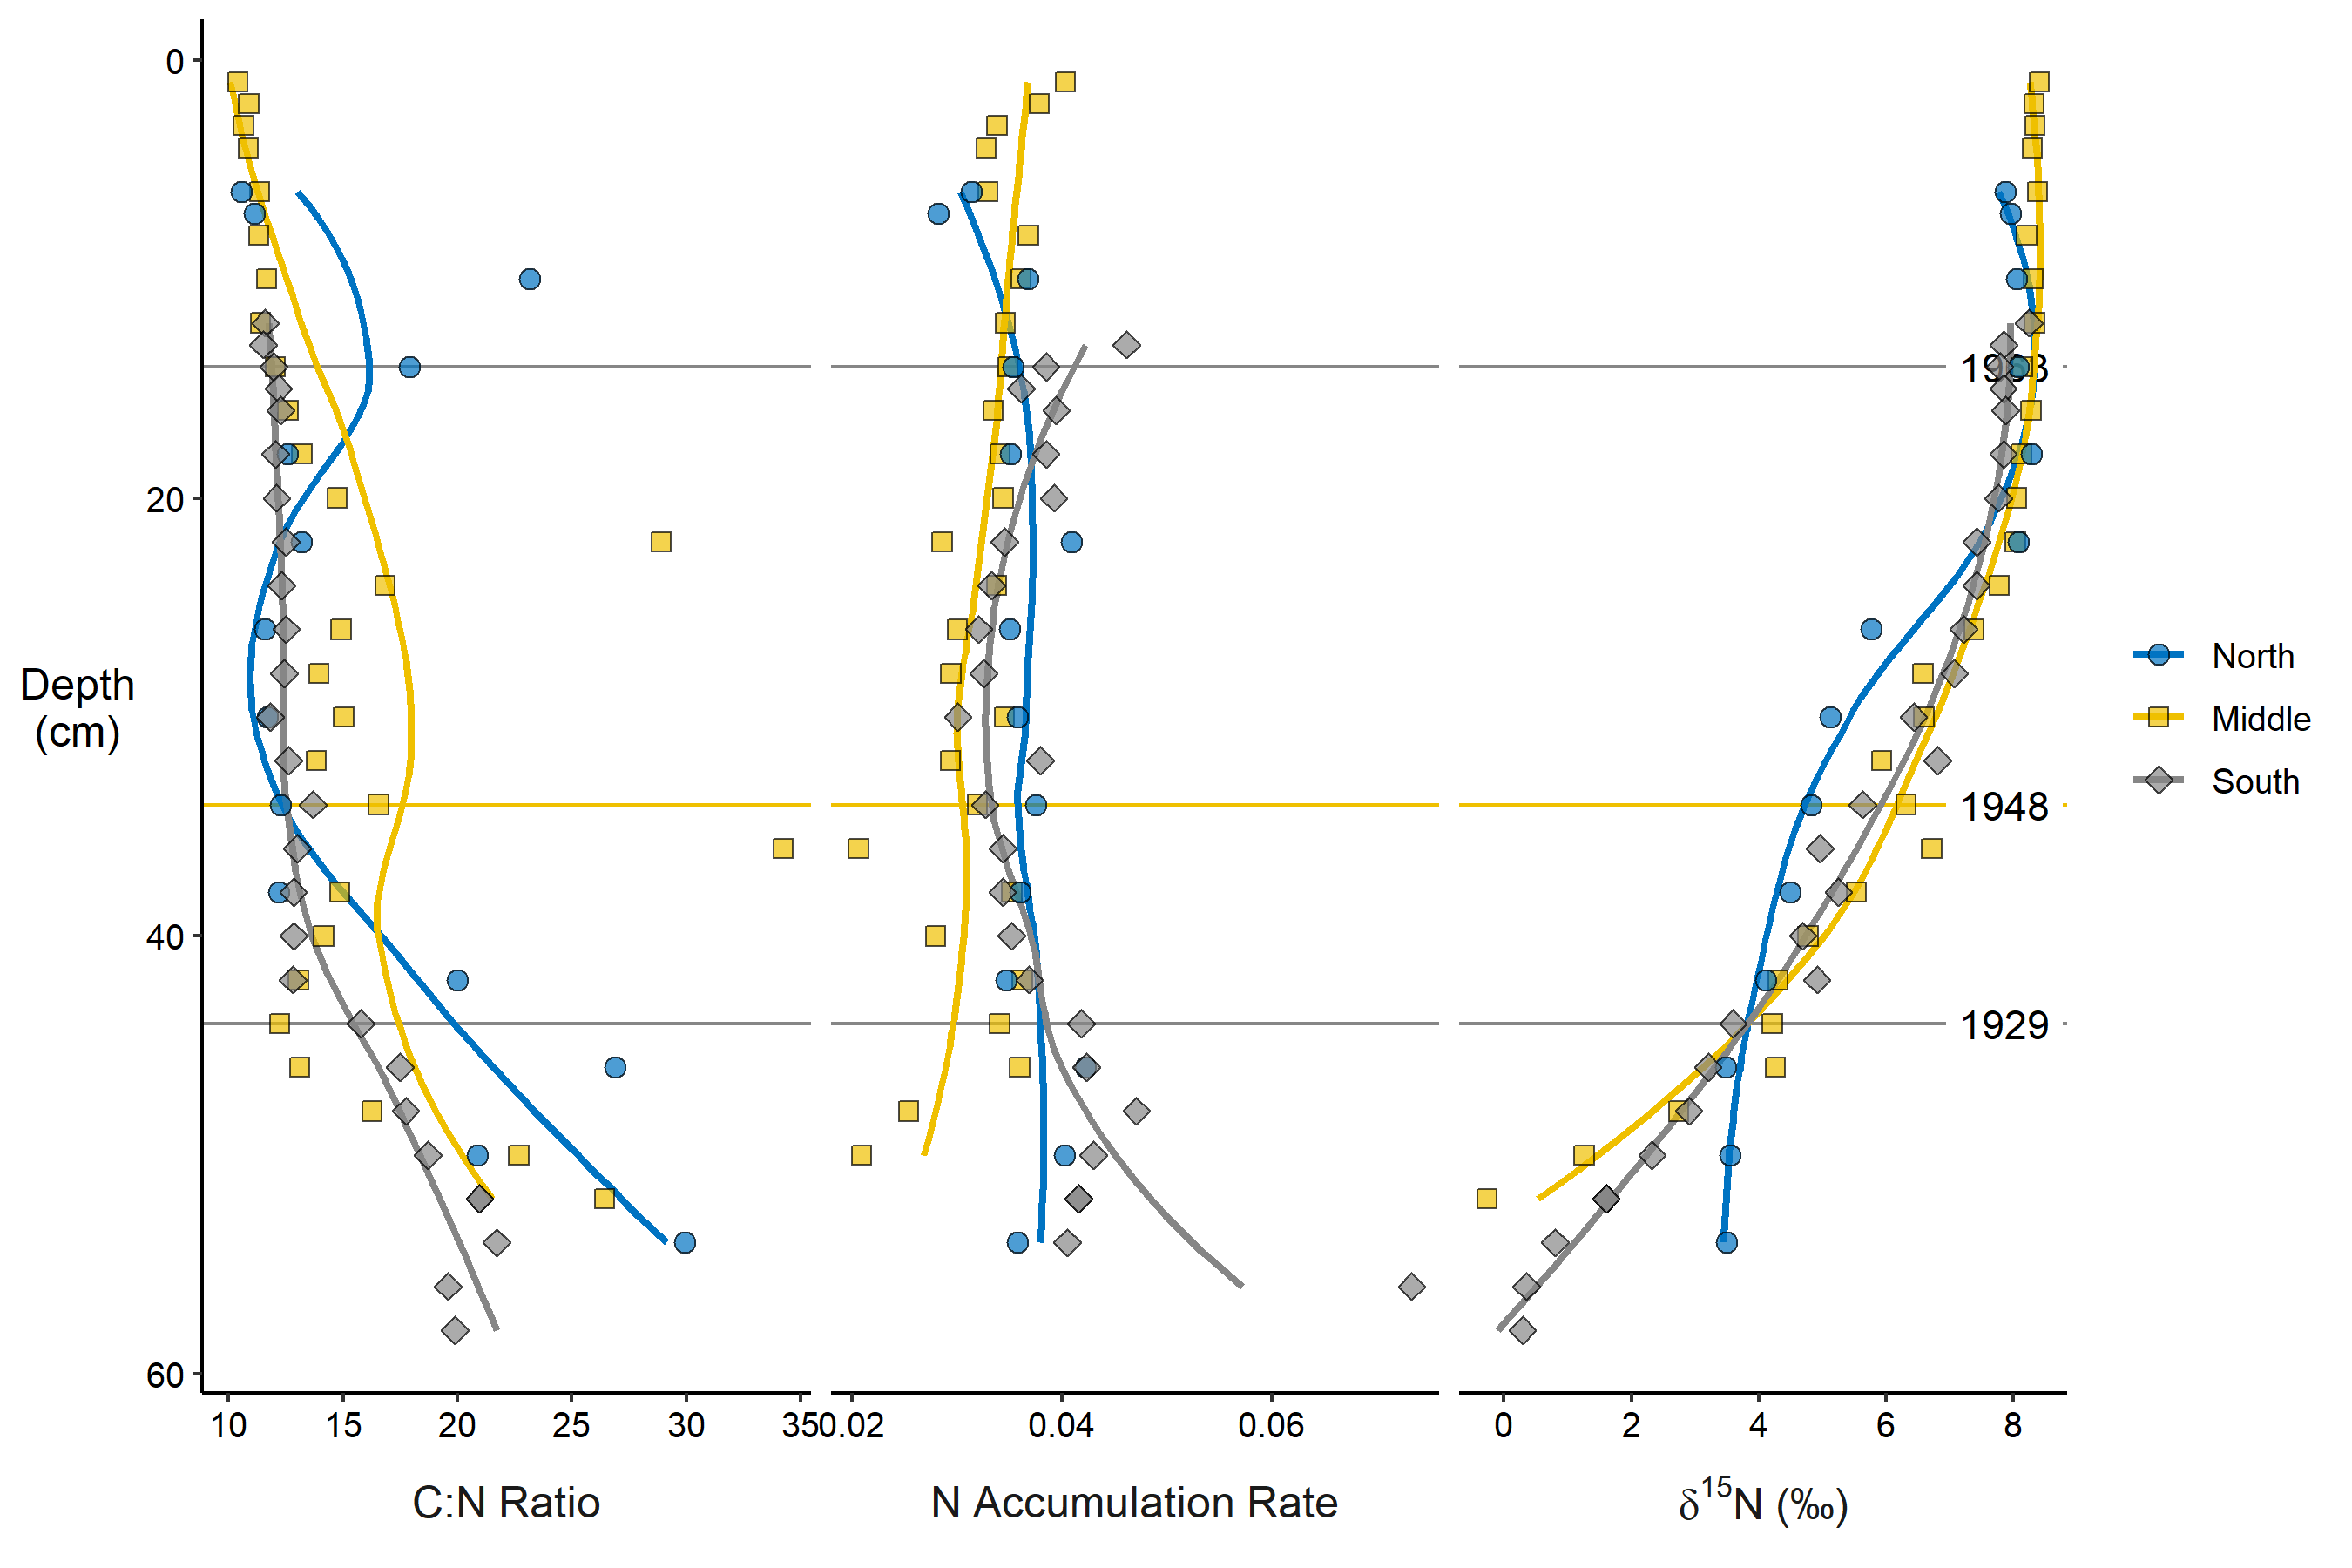 0
20
40
60
Depth
(cm)
10 15 20 25 30 35
0.02 0.04 0.06
0 2 4 6 8
C:N Ratio
N Accumulation Rate
δ¹⁵N (‰)
1948
1929
North
Middle
South